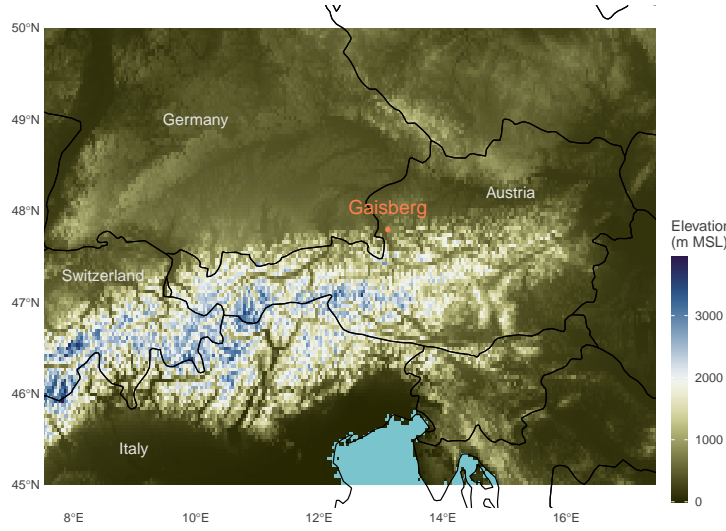 50°N
49°N
48°N
47°N
46°N
45°N
Germany
Austria
Gaisberg
Switzerland
Italy
8°E
10°E
12°E
14°E
16°E
Elevation
(m MSL)
3000
2000
1000
0